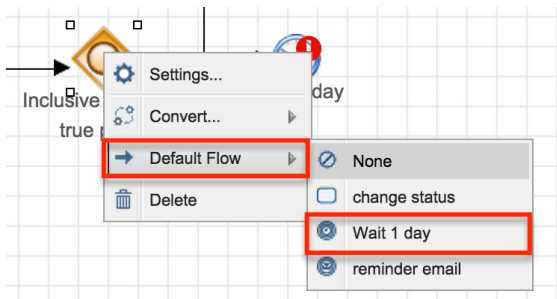 Settings...
Inclusive
day
Convert...
true
Default Flow
None
Delete
change status
Wait 1 day
reminder email